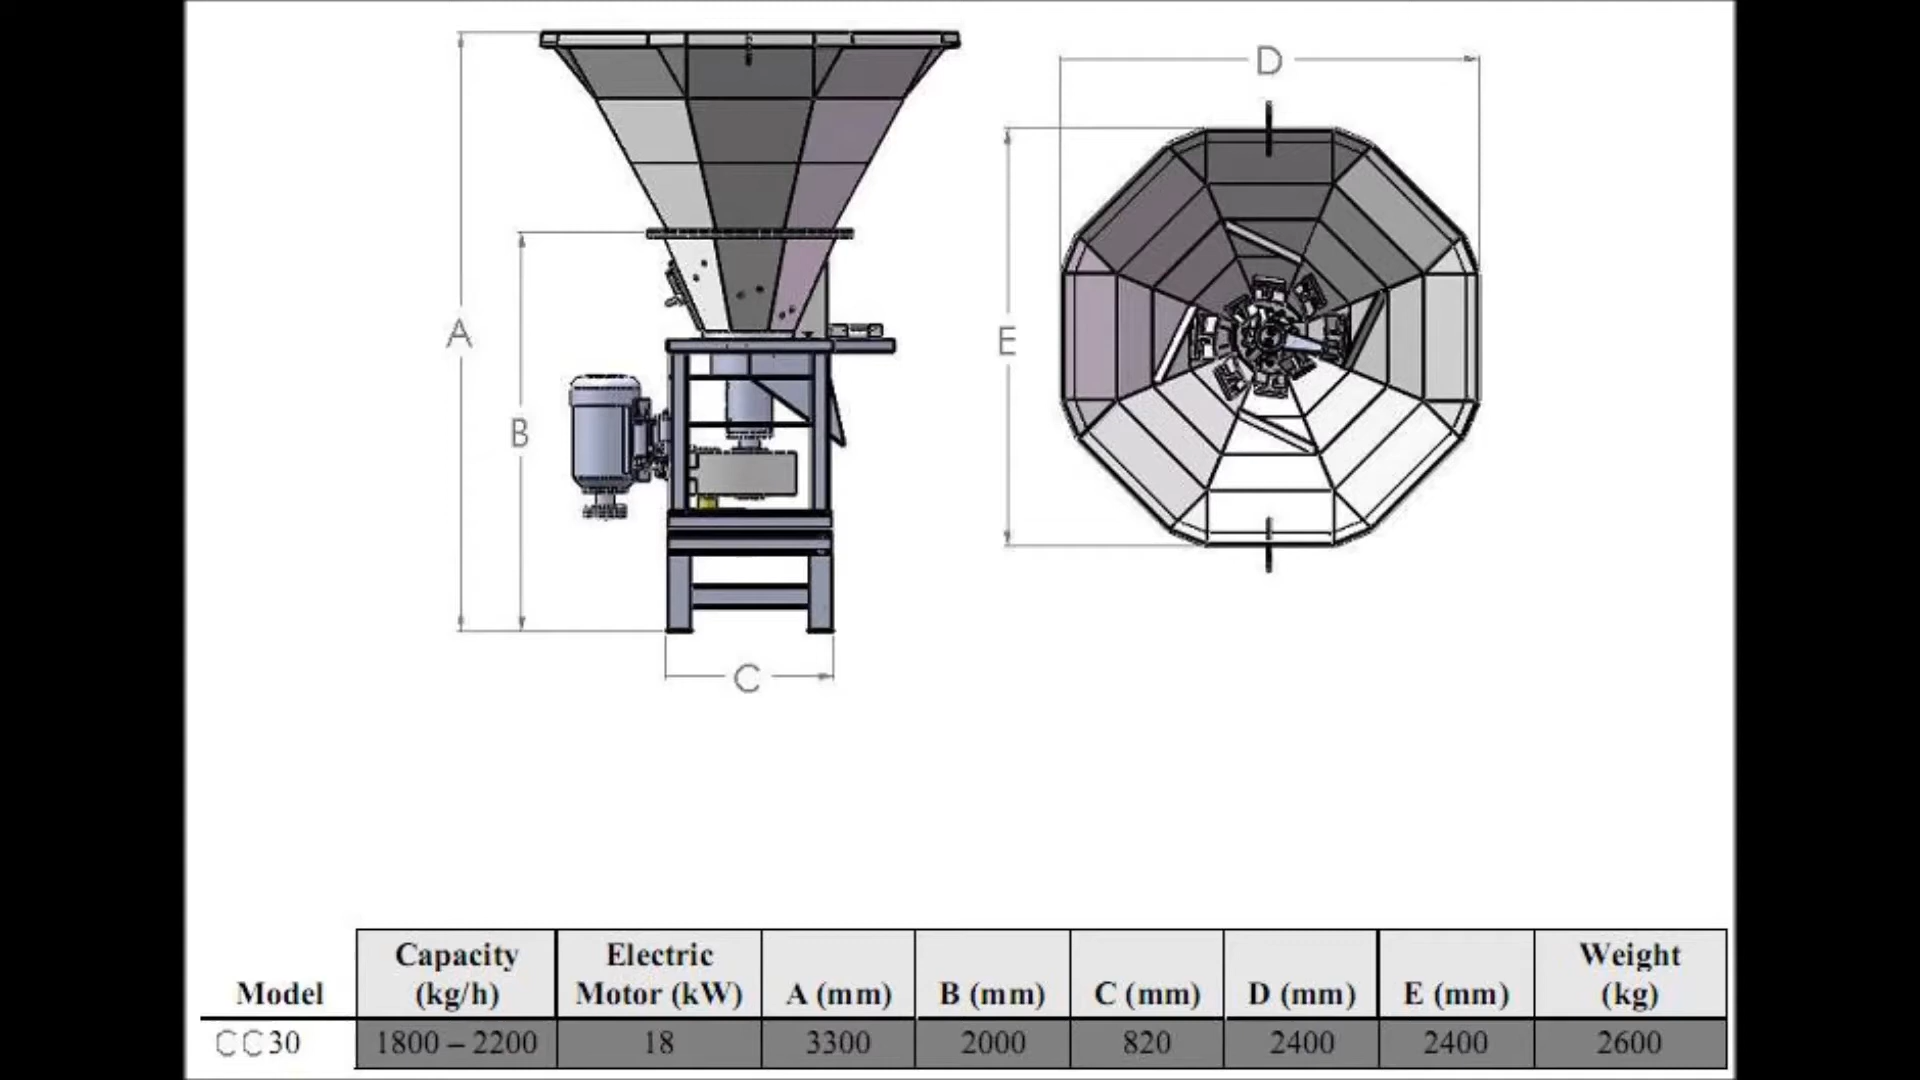 D
A
E
B
C
Capacity Electric Weight
Model (kg/h) Motor (kW) A (mm) B (mm) C (mm) D (mm) E (mm) (kg)
CC30 1800 – 2200 18 3300 2000 820 2400 2400 2600